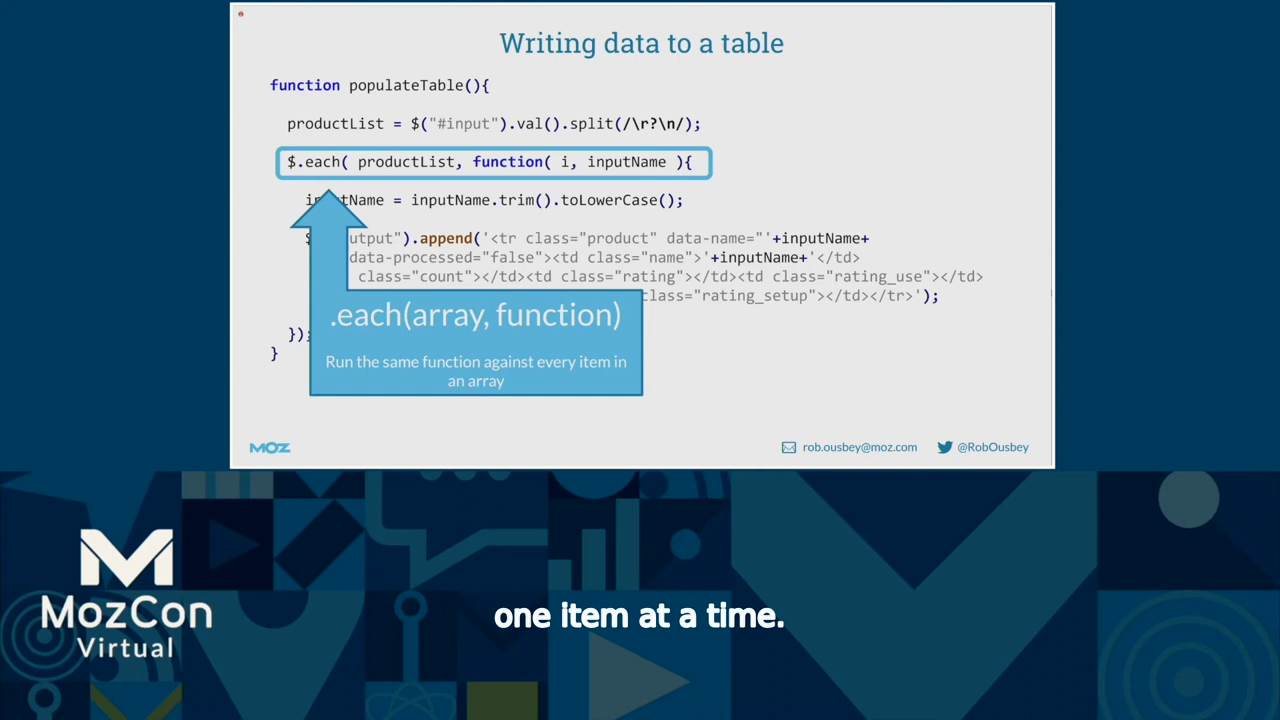 Writing data to a table
function populateTable(){
productList = $("#input").val().split(/\r?\n/);
$.each( productList, function( i, inputName ){
inputName = inputName.trim().toLowerCase();
$ utput").append('<tr class="product" data-name="'+inputName+
data-processed="false"><td class="name">'+inputName+'</td>
class="count"></td><td class="rating"></td><td class="rating_use"></td>
class="rating_setup"></td></tr>');
});
}
.each(array, function)
Run the same function against every item in
an array
MOZ
rob.ousbey@moz.com
@RobOusbey
M
MozCon
Virtual
one item at a time.